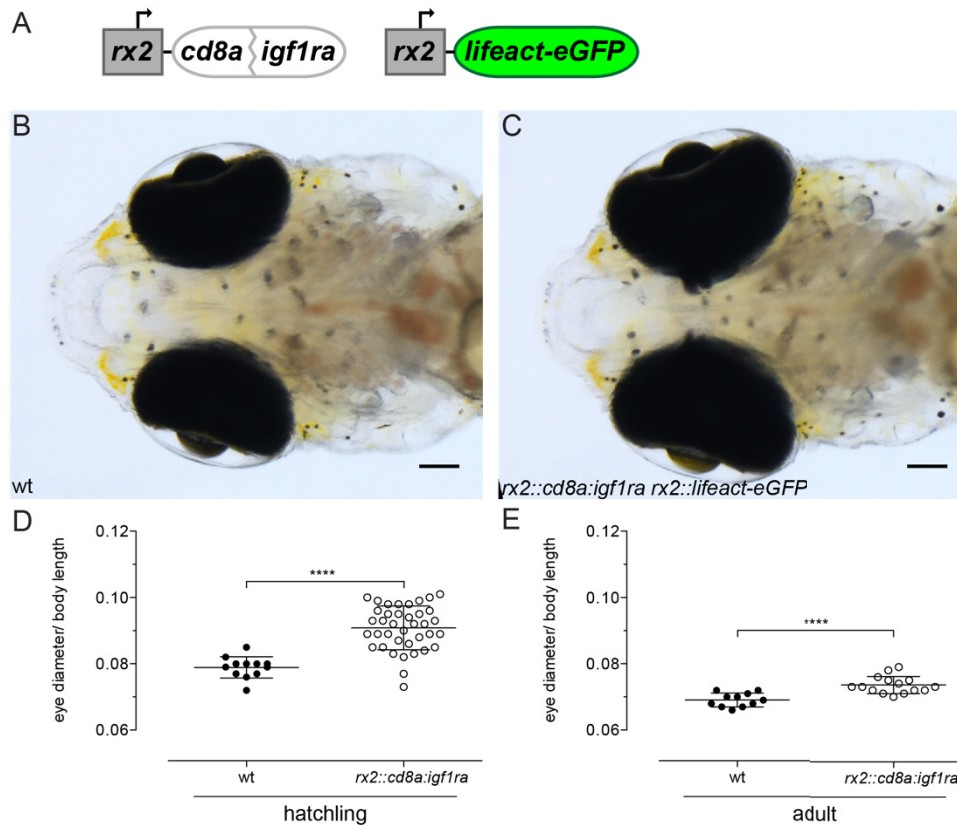 A
rx2 cd8a igf1ra rx2 lifeact-eGFP
B C
wt rx2::cd8a:igf1ra rx2::lifeact-eGFP
D
eye diameter/ body length
0.12
0.10
0.08
0.06
****
wt rx2::cd8a:igf1ra
hatchling
E
eye diameter/ body length
0.12
0.10
0.08
0.06
****
wt rx2::cd8a:igf1ra
adult